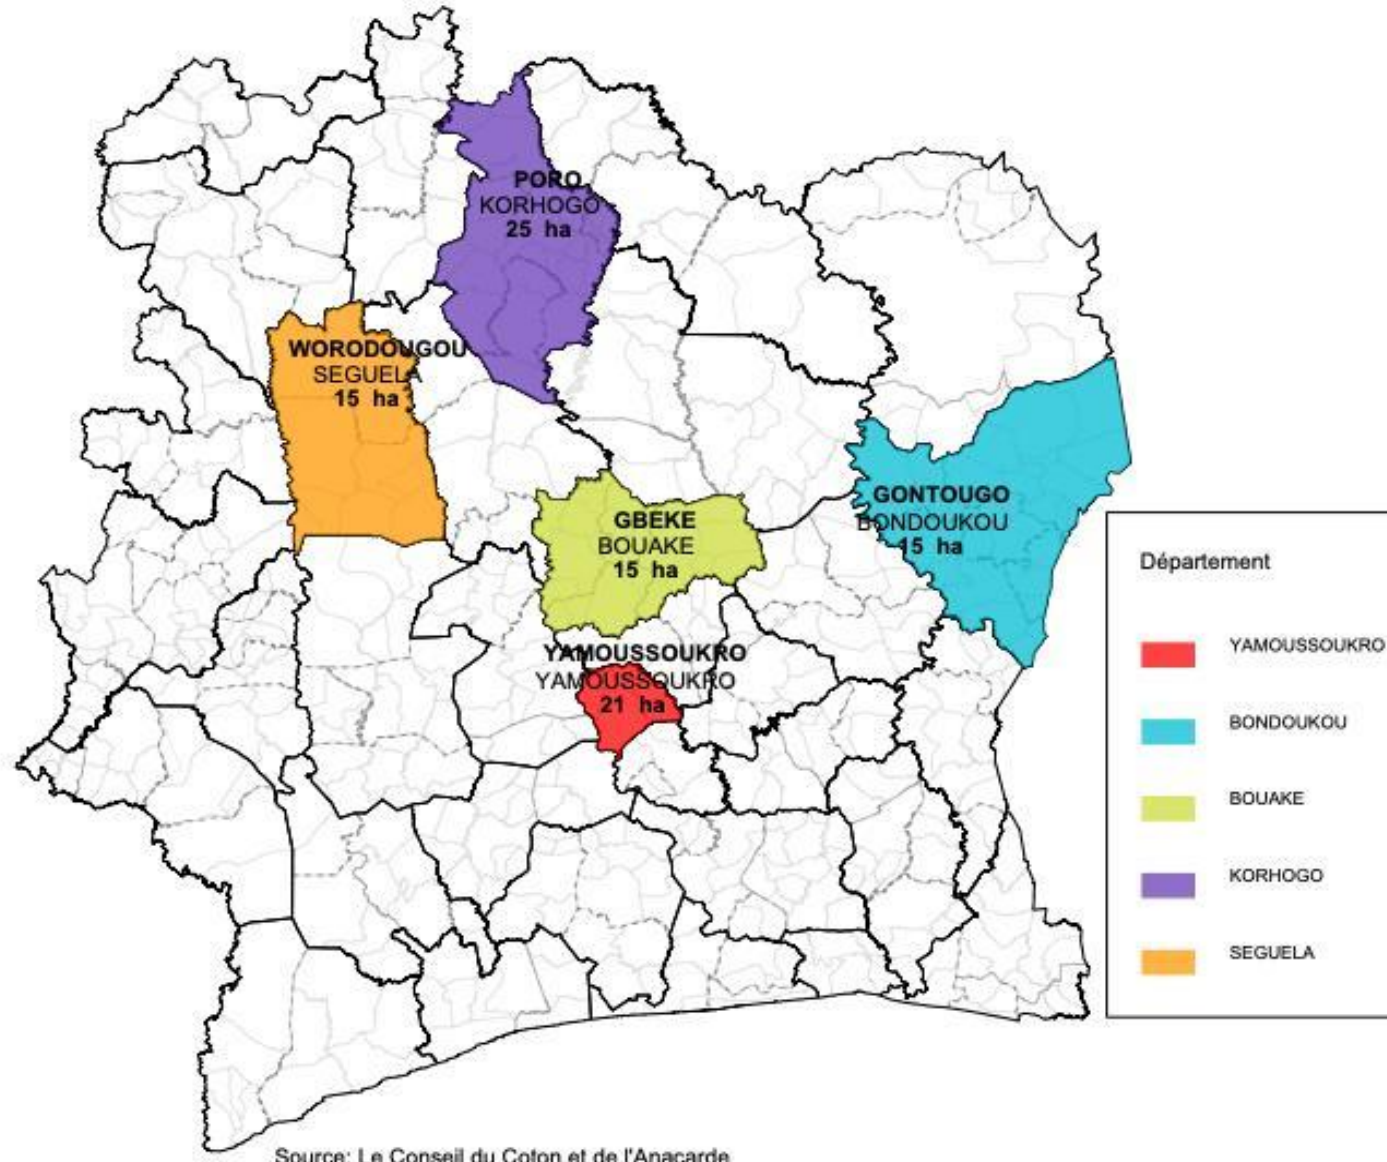 PORO
KORHOGO
25 ha
WORODOUGOU
SEGUELA
15 ha
GONTOUGO
BONDOUKOU
15 ha
GBEKE
BOUAKE
15 ha
YAMOUSSOUKRO
YAMOUSSOUKRO
21 ha
Département
YAMOUSSOUKRO
BONDOUKOU
BOUAKE
KORHOGO
SEGUELA
Source: Le Conseil du Coton et de l'Anacarde